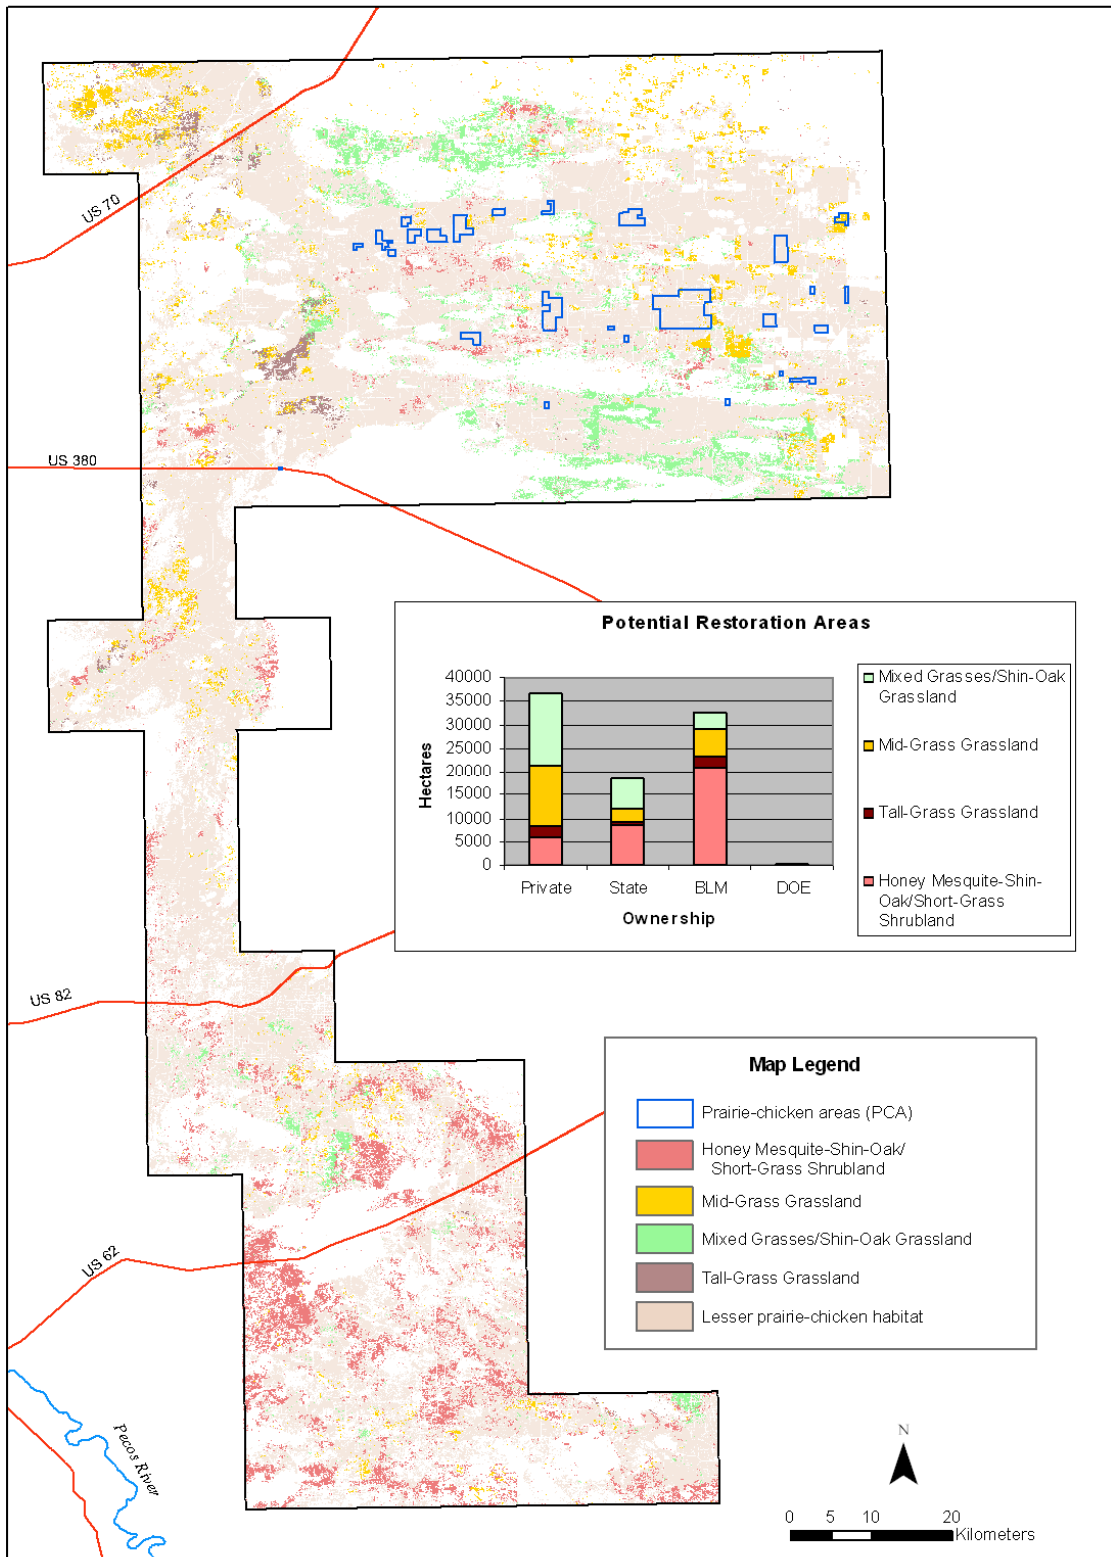 US 70
US 380
Potential Restoration Areas
40000
35000
30000
25000
20000
15000
10000
5000
0
Hectares
Private
State
BLM
DOE
Ownership
Mixed Grasses/Shin-Oak
Grassland
Mid-Grass Grassland
Tall-Grass Grassland
Honey Mesquite-Shin-
Oak/Short-Grass
Shrubland
US 82
Map Legend
Prairie-chicken areas (PCA)
Honey Mesquite-Shin-Oak/
Short-Grass Shrubland
Mid-Grass Grassland
Mixed Grasses/Shin-Oak Grassland
Tall-Grass Grassland
Lesser prairie-chicken habitat
US 62
Pecos River
N
0 5 10 20
Kilometers